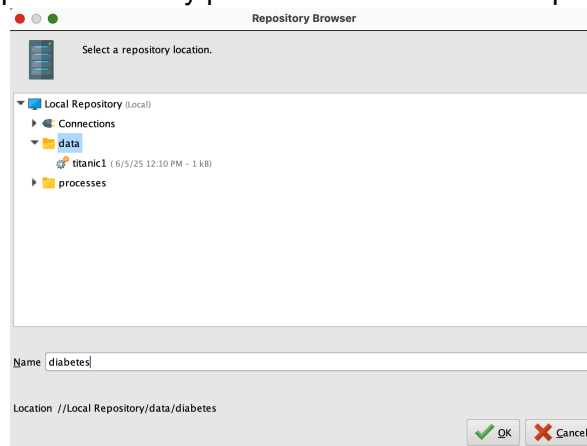 Repository Browser
Select a repository location.
Local Repository (Local)
Connections
data
titanic1 ( 6/5/25 12:10 PM – 1 kB)
processes
Name diabetes
Location //Local Repository/data/diabetes
OK Cancel